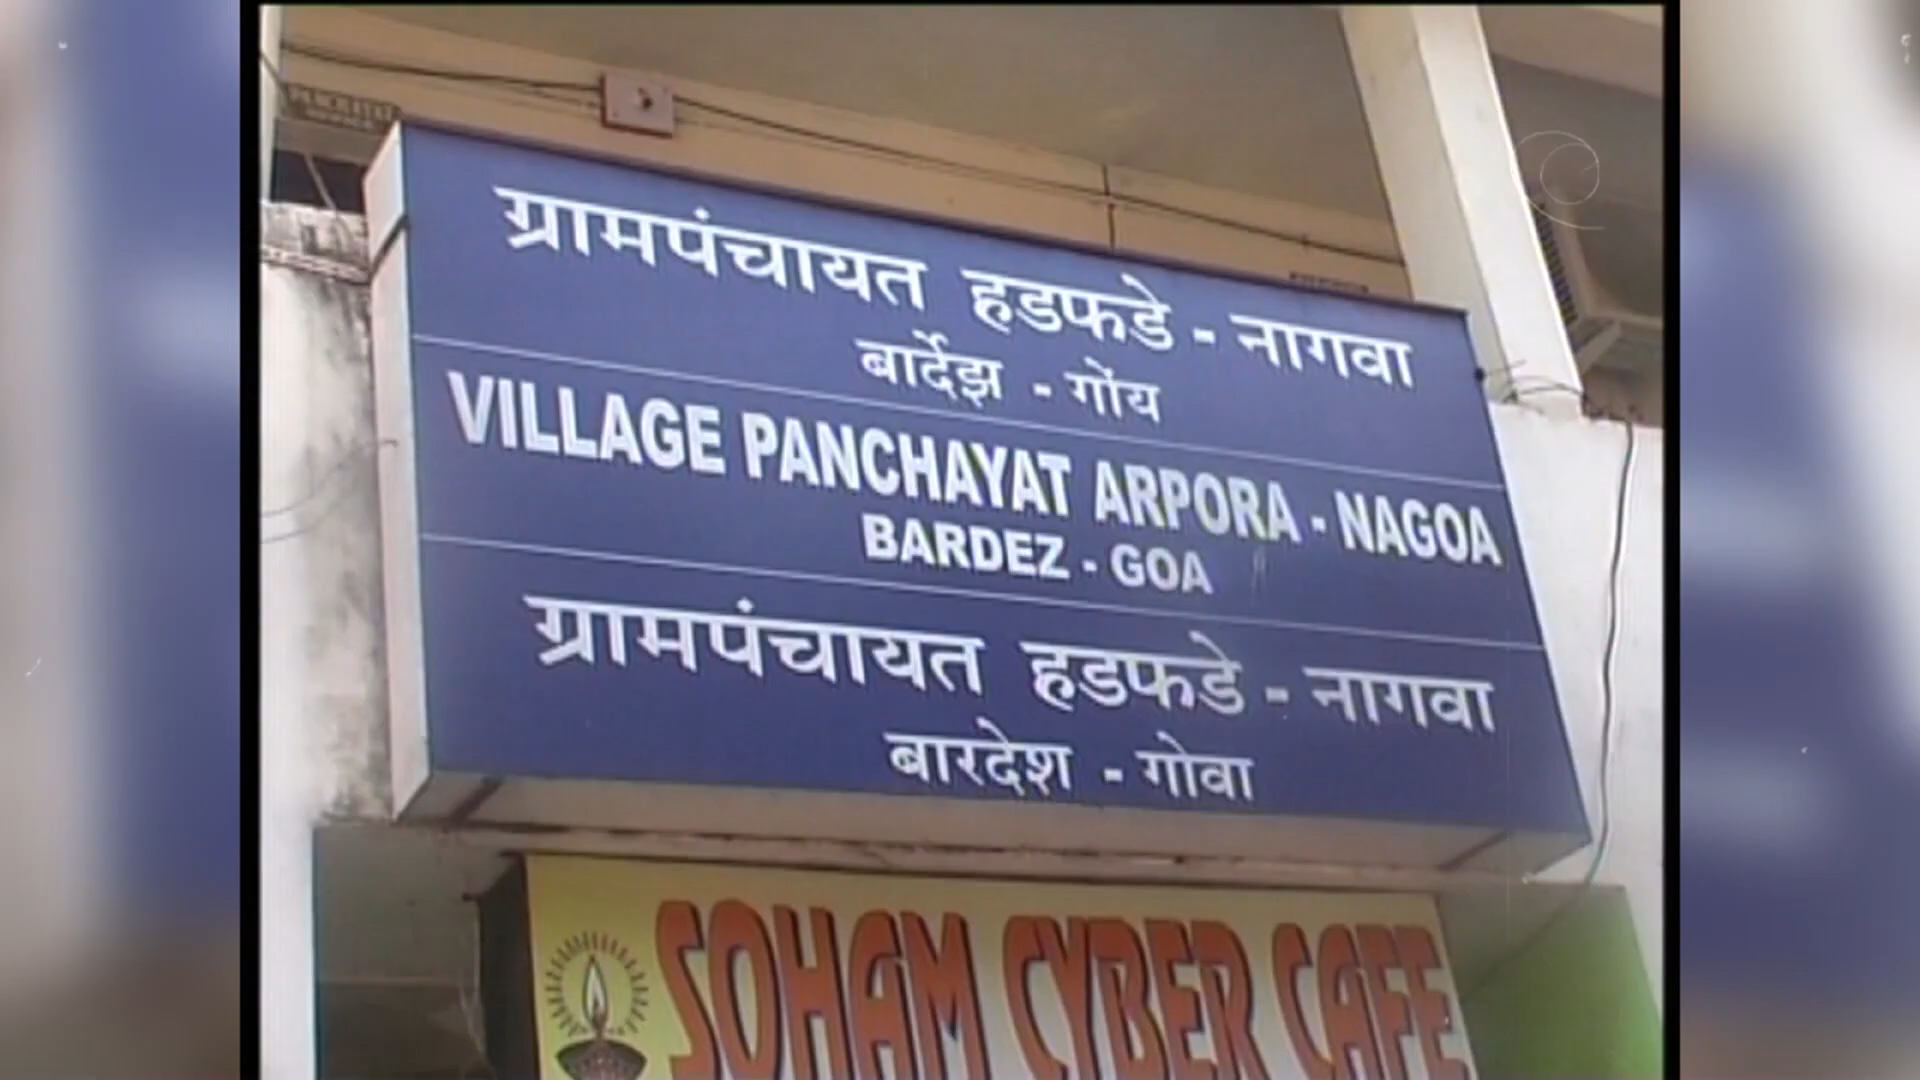 ग्रामपंचायत हडफडे - नागवा
बार्देझ - गोंय
VILLAGE PANCHAYAT ARPORA - NAGOA
BARDEZ - GOA
ग्रामपंचायत हडफडे - नागवा
बारदेश - गोवा
SOHAM CYBER CAFE